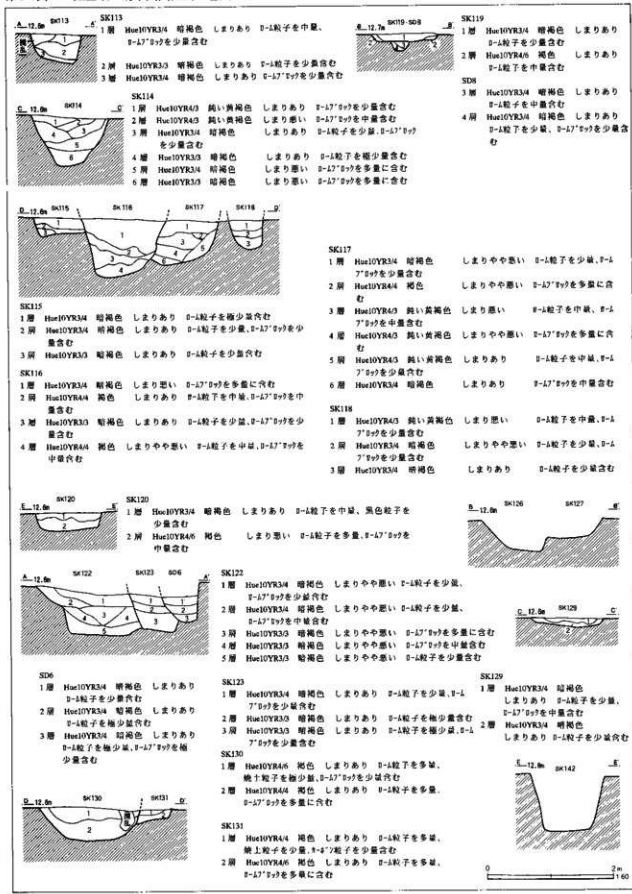 A 12.6m SK113 A'
SK113
1層 Hue10YR3/4 暗褐色 しまりあり ローム粒子を中量、
ロームブロックを少量含む
2層 Hue10YR3/3 暗褐色 しまりあり ローム粒子を少量含む
3層 Hue10YR3/4 暗褐色 しまりあり ロームブロックを少量含む
B 12.7m SK119・SD8 B'
SK119
1層 Hue10YR3/4 暗褐色 しまりあり
ローム粒子を少量含む
2層 Hue10YR4/6 褐色 しまりあり
ローム粒子を中量含む
SD8
3層 Hue10YR3/4 暗褐色 しまりあり
ローム粒子を中量含む
4層 Hue10YR3/4 暗褐色 しまりあり
ローム粒子を少量、ロームブロックを少量含
む
C 12.6m SK114 C'
SK114
1層 Hue10YR4/3 鈍い黄褐色 しまりあり ロームブロックを少量含む
2層 Hue10YR4/3 鈍い黄褐色 しまり悪い ロームブロックを中量含む
3層 Hue10YR3/4 暗褐色 しまりあり ローム粒子を少量、ロームブロック
を少量含む
4層 Hue10YR3/3 暗褐色 しまりあり ローム粒子を極少量含む
5層 Hue10YR3/4 暗褐色 しまり悪い ロームブロックを多量に含む
6層 Hue10YR3/3 暗褐色 しまり悪い ロームブロックを多量に含む
D 12.6m SK115 SK116 SK117 SK118 D'
SK115
1層 Hue10YR3/4 暗褐色 しまりあり ローム粒子を極少量含む
2層 Hue10YR3/4 暗褐色 しまりあり ローム粒子を少量、ロームブロックを少
量含む
3層 Hue10YR3/3 暗褐色 しまりあり ローム粒子を少量含む
SK116
1層 Hue10YR3/4 暗褐色 しまり悪い ロームブロックを多量に含む
2層 Hue10YR4/4 褐色 しまりあり ローム粒子を中量、ロームブロックを中
量含む
3層 Hue10YR3/3 暗褐色 しまりあり ローム粒子を少量、ロームブロックを少
量含む
4層 Hue10YR4/4 褐色 しまりやや悪い ローム粒子を中量、ロームブロックを
中量含む
SK117
1層 Hue10YR3/4 暗褐色 しまりやや悪い ローム粒子を少量、ローム
ブロックを少量含む
2層 Hue10YR4/4 褐色 しまりやや悪い ロームブロックを多量に含
む
3層 Hue10YR4/3 鈍い黄褐色 しまり悪い ローム粒子を中量、ローム
ブロックを中量含む
4層 Hue10YR4/3 鈍い黄褐色 しまりやや悪い ロームブロックを多量に含
む
5層 Hue10YR4/3 鈍い黄褐色 しまりあり ローム粒子を中量、ローム
ブロックを少量含む
6層 Hue10YR3/4 暗褐色 しまりあり ロームブロックを中量含む
SK118
1層 Hue10YR4/3 鈍い黄褐色 しまり悪い ローム粒子を中量、ローム
ブロックを少量含む
2層 Hue10YR3/4 暗褐色 しまりやや悪い ローム粒子を少量、ローム
ブロックを少量含む
3層 Hue10YR3/4 暗褐色 しまりあり ローム粒子を少量含む
E 12.6m SK120 E'
SK120
1層 Hue10YR3/4 暗褐色 しまりあり ローム粒子を中量、黒色粒子を
少量含む
2層 Hue10YR4/6 褐色 しまり悪い ローム粒子を多量、ロームブロックを
中量含む
B 12.6m SK126 SK127 B'
A 12.6m SK122 SK123 SD6 A'
SK122
1層 Hue10YR3/4 暗褐色 しまりやや悪い ローム粒子を少量、
ロームブロックを少量含む
2層 Hue10YR3/4 暗褐色 しまりやや悪い ローム粒子を少量、
ロームブロックを中量含む
3層 Hue10YR3/3 暗褐色 しまりやや悪い ロームブロックを多量に含む
4層 Hue10YR3/3 暗褐色 しまりやや悪い ロームブロックを中量含む
5層 Hue10YR3/3 暗褐色 しまりやや悪い ローム粒子を少量含む
C 12.6m SK129 C'
SD6
1層 Hue10YR3/4 暗褐色 しまりあり
ローム粒子を少量含む
2層 Hue10YR3/4 暗褐色 しまりあり
ローム粒子を極少量含む
3層 Hue10YR3/4 暗褐色 しまりあり
ローム粒子を極少量、ロームブロックを極
少量含む
SK123
1層 Hue10YR3/4 暗褐色 しまりあり ローム粒子を少量、ローム
ブロックを少量含む
2層 Hue10YR3/3 暗褐色 しまりあり ローム粒子を極少量含む
3層 Hue10YR3/3 暗褐色 しまりあり ローム粒子を極少量、ローム
ブロックを少量含む
SK129
1層 Hue10YR3/4 暗褐色
しまりあり ローム粒子を少量、
ロームブロックを中量含む
2層 Hue10YR3/4 暗褐色
しまりあり ローム粒子を少量含む
SK130
1層 Hue10YR4/6 褐色 しまりあり ローム粒子を多量、
焼土粒子を極少量、ロームブロックを少量含む
2層 Hue10YR4/4 褐色 しまりあり ローム粒子を多量、
ロームブロックを多量に含む
D 12.6m SK130 SK131 D'
SK131
1層 Hue10YR4/4 褐色 しまりあり ローム粒子を多量、
焼土粒子を少量、カーボン粒子を少量含む
2層 Hue10YR4/6 褐色 しまりあり ローム粒子を多量、
ロームブロックを多量に含む
E 12.6m SK142 E'
0 2m
1:60